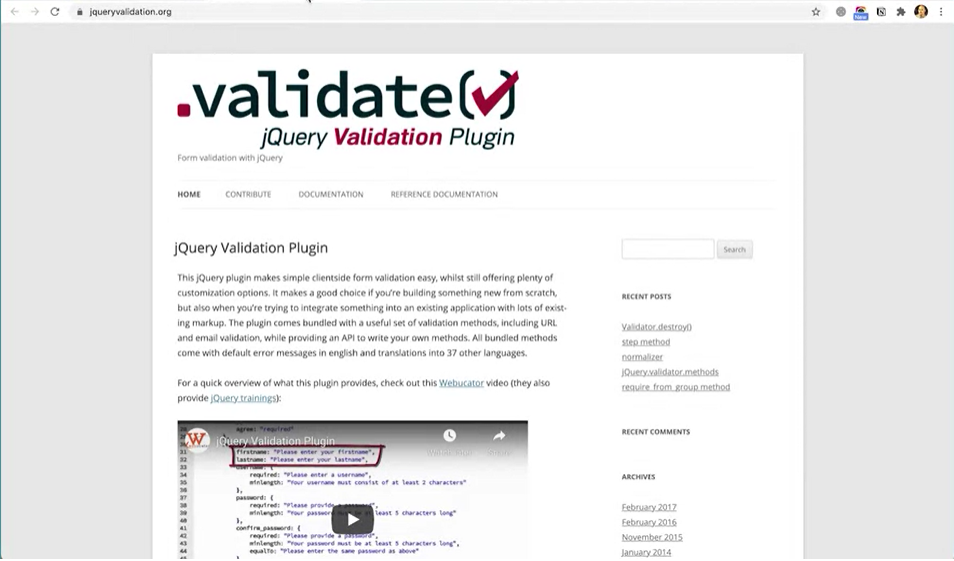 jqueryvalidation.org
New
.validate(✓)
jQuery Validation Plugin
Form validation with jQuery
HOME CONTRIBUTE DOCUMENTATION REFERENCE DOCUMENTATION
jQuery Validation Plugin
This jQuery plugin makes simple clientside form validation easy, whilst still offering plenty of
customization options. It makes a good choice if you're building something new from scratch,
but also when you're trying to integrate something into an existing application with lots of exist-
ing markup. The plugin comes bundled with a useful set of validation methods, including URL
and email validation, while providing an API to write your own methods. All bundled methods
come with default error messages in english and translations into 37 other languages.
For a quick overview of what this plugin provides, check out this Webucator video (they also
provide jQuery trainings):
30 agree: "required"
W jQuery Validation Plugin
31 firstname: "Please enter your firstname",
32 lastname: "Please enter your lastname",
33 username: {
34 required: "Please enter a username",
35 minlength: "Your username must consist of at least 2 characters"
36 },
37 password: {
38 required: "Please provide a password",
39 minlength: "Your password must be at least 5 characters long"
40 },
41 confirm_password: {
42 required: "Please provide a password",
43 minlength: "Your password must be at least 5 characters long",
44 equalTo: "Please enter the same password as above"
Search
RECENT POSTS
Validator.destroy()
step method
normalizer
jQuery.validator.methods
require_from_group method
RECENT COMMENTS
ARCHIVES
February 2017
February 2016
November 2015
January 2014